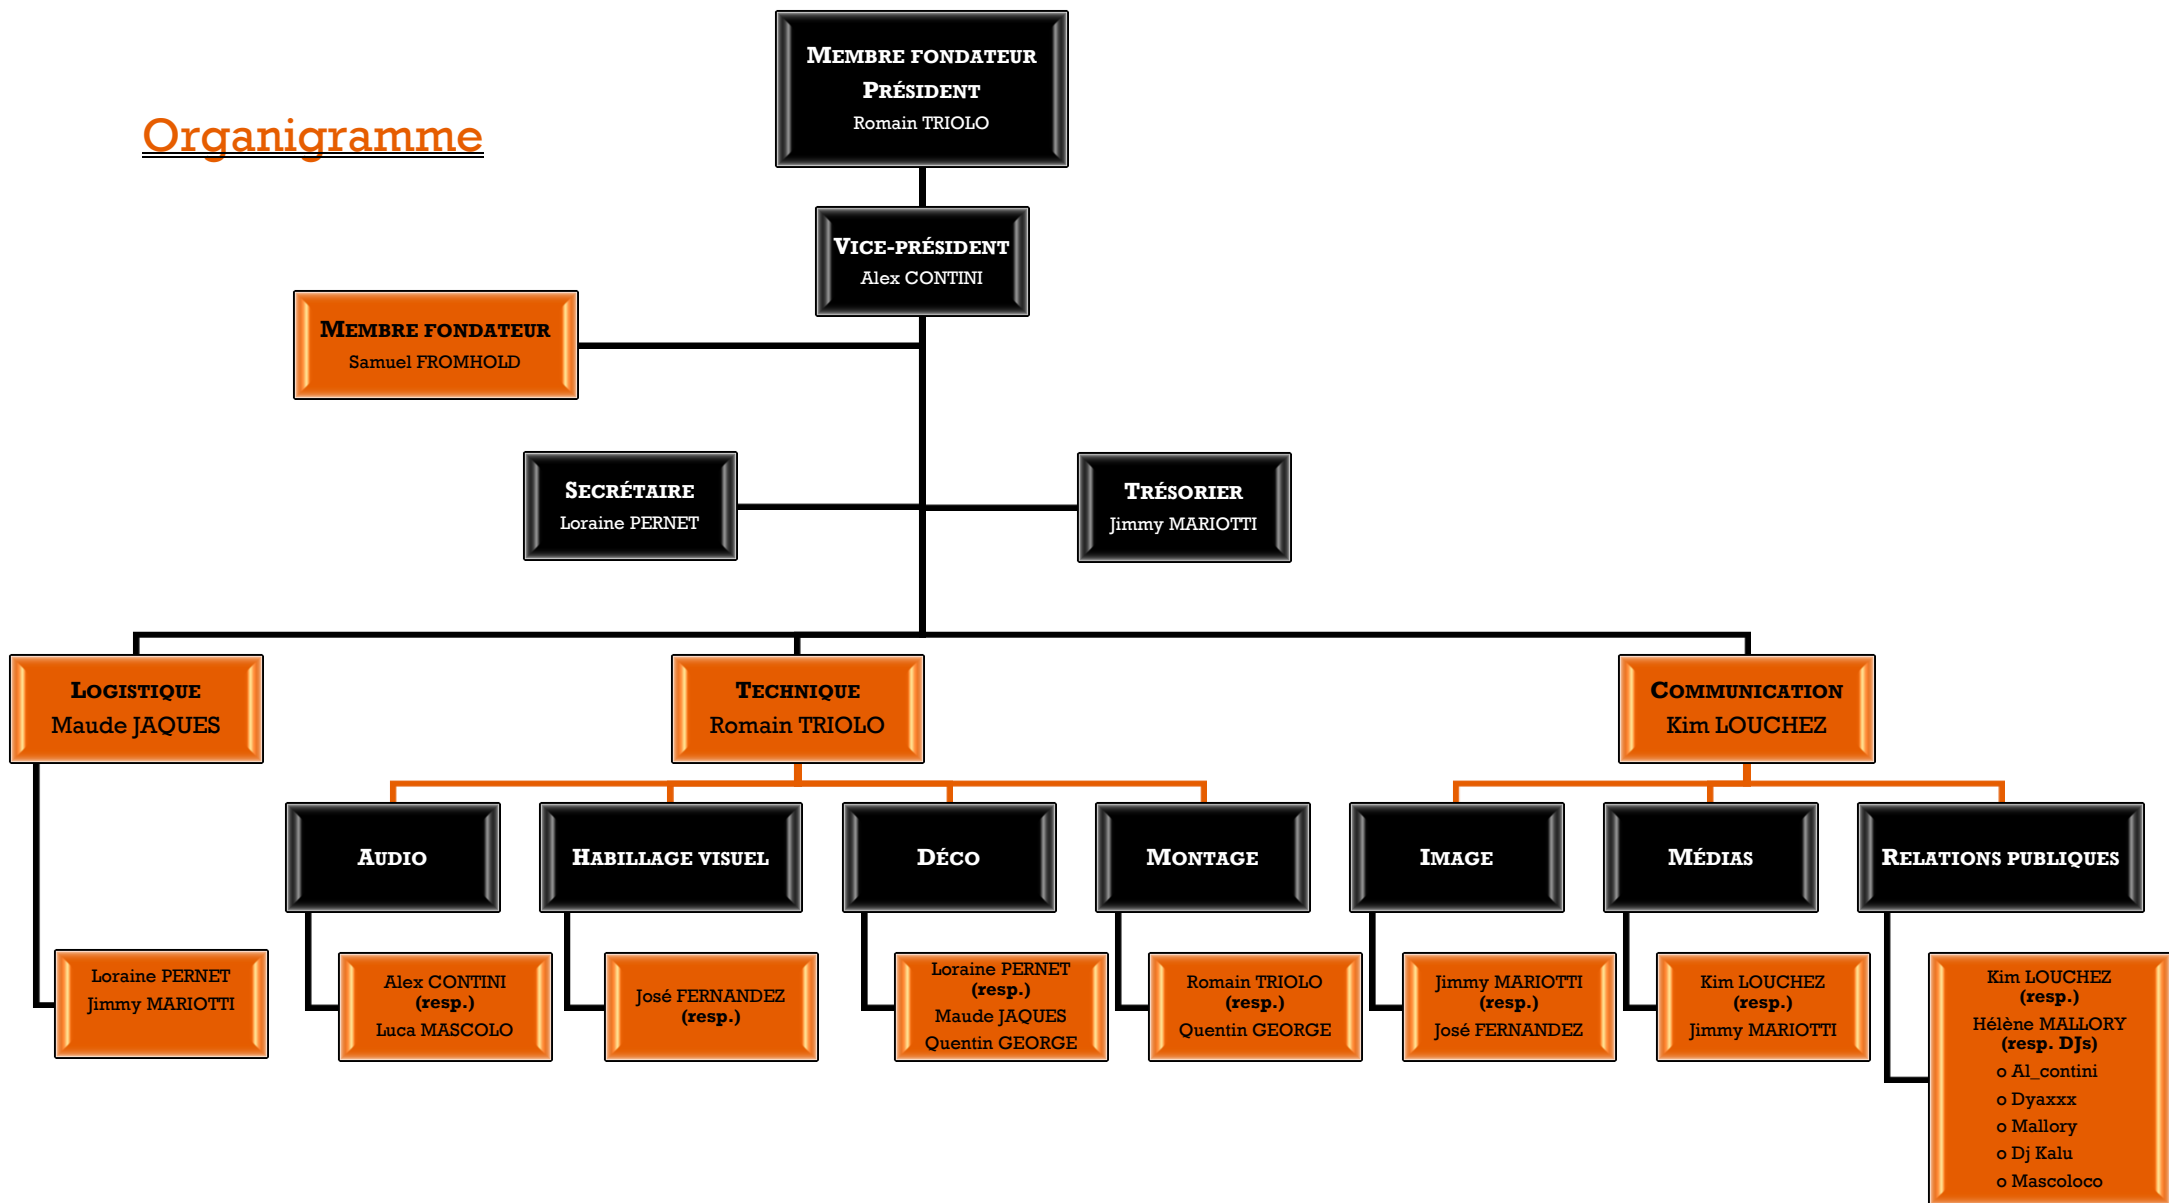 Organigramme
MEMBRE FONDATEUR
PRÉSIDENT
Romain TRIOLO
VICE-PRÉSIDENT
Alex CONTINI
MEMBRE FONDATEUR
Samuel FROMHOLD
SECRÉTAIRE
Loraine PERNET
TRÉSORIER
Jimmy MARIOTTI
LOGISTIQUE
Maude JAQUES
TECHNIQUE
Romain TRIOLO
COMMUNICATION
Kim LOUCHEZ
AUDIO
HABILLAGE VISUEL
DÉCO
MONTAGE
IMAGE
MÉDIAS
RELATIONS PUBLIQUES
Loraine PERNET
Jimmy MARIOTTI
Alex CONTINI
(resp.)
Luca MASCOLO
José FERNANDEZ
(resp.)
Loraine PERNET
(resp.)
Maude JAQUES
Quentin GEORGE
Romain TRIOLO
(resp.)
Quentin GEORGE
Jimmy MARIOTTI
(resp.)
José FERNANDEZ
Kim LOUCHEZ
(resp.)
Jimmy MARIOTTI
Kim LOUCHEZ
(resp.)
Hélène MALLORY
(resp. DJs)
o Al_contini
o Dyaxxx
o Mallory
o Dj Kalu
o Mascoloco